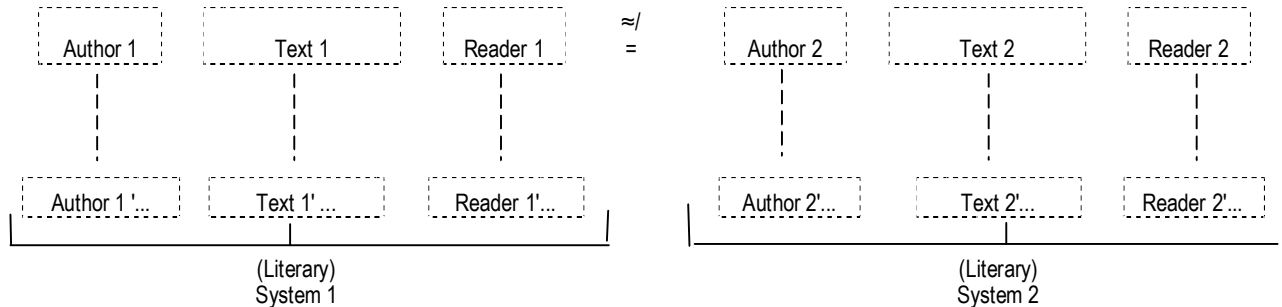 ≈/
=
Author 1 Text 1 Reader 1 Author 2 Text 2 Reader 2
Author 1 '... Text 1' ... Reader 1'... Author 2'... Text 2'... Reader 2'...
(Literary)
System 1
(Literary)
System 2